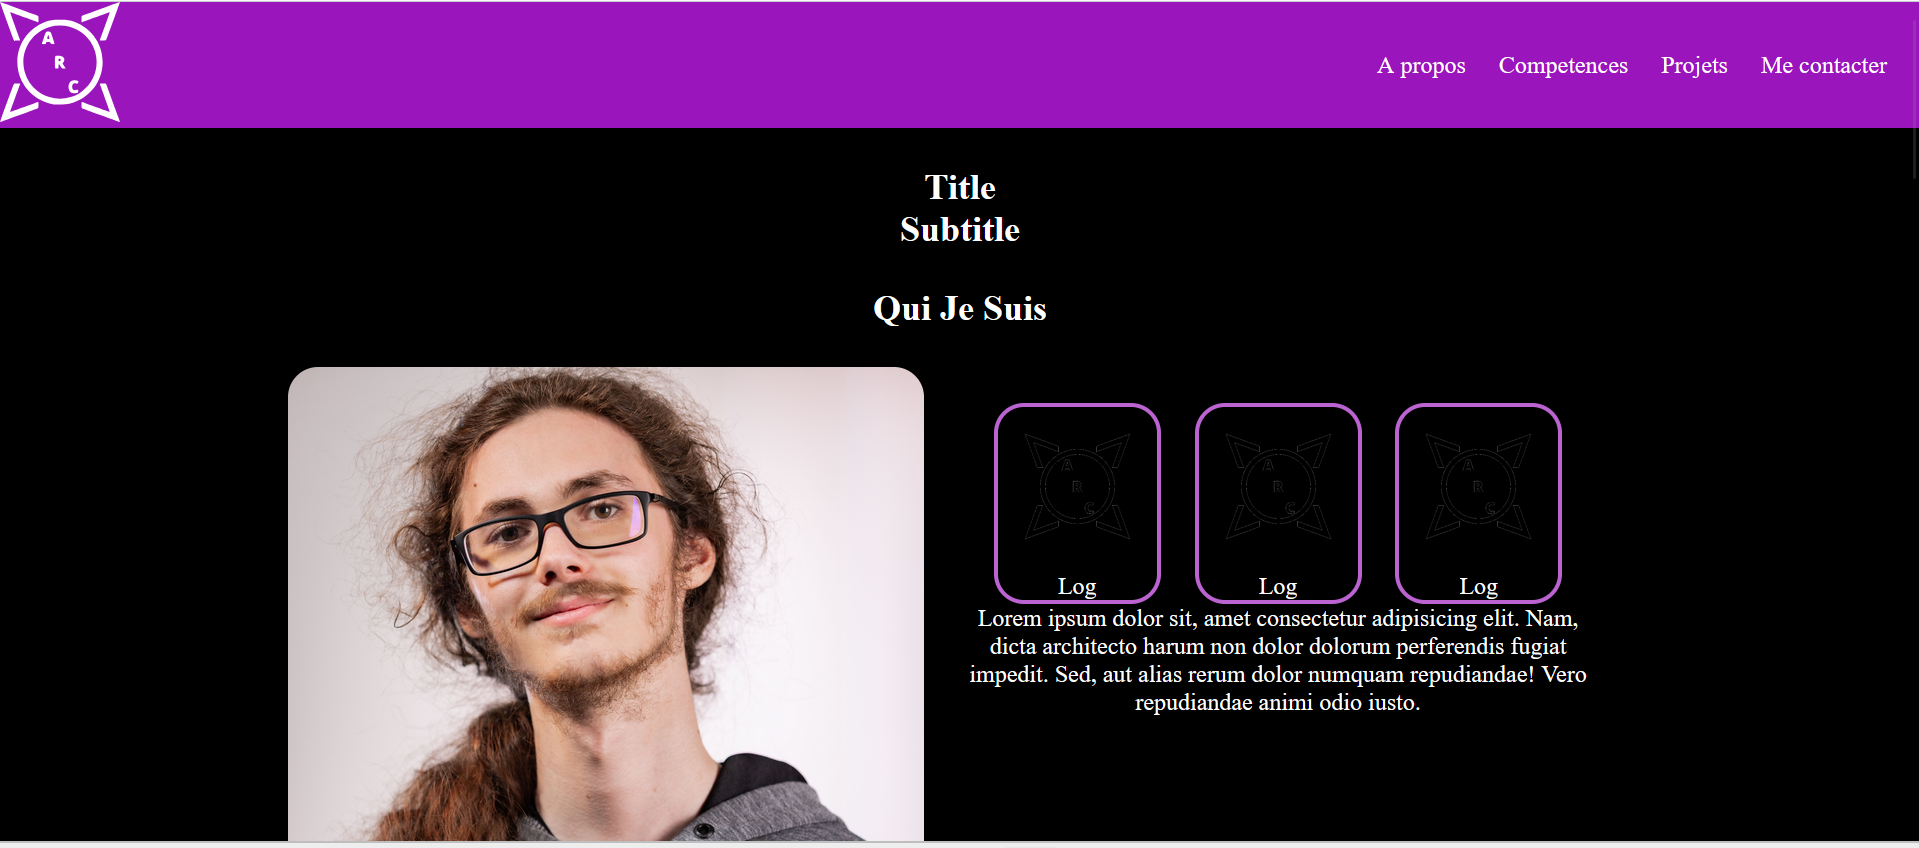 A
R
C
A propos Competences Projets Me contacter
Title
Subtitle
Qui Je Suis
A
R
C
A
R
C
A
R
C
Log
Log
Log
Lorem ipsum dolor sit, amet consectetur adipisicing elit. Nam,
dicta architecto harum non dolor dolorum perferendis fugiat
impedit. Sed, aut alias rerum dolor numquam repudiandae! Vero
repudiandae animi odio iusto.